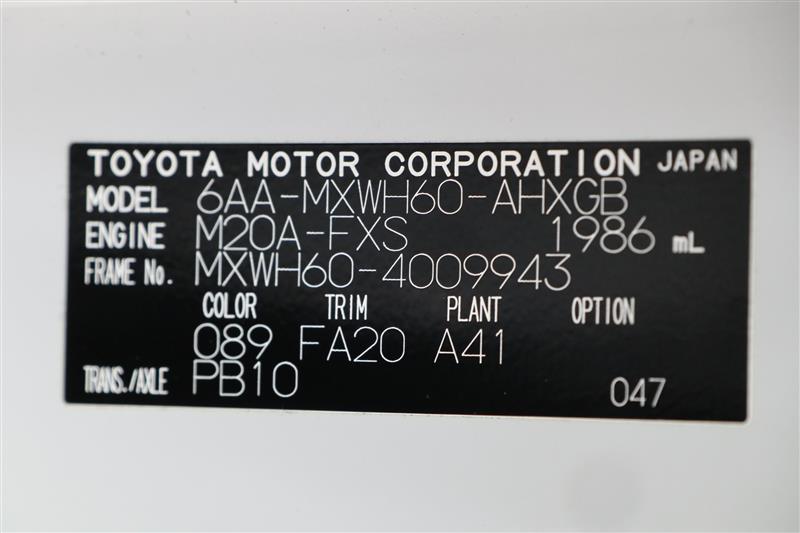 TOYOTA MOTOR CORPORATION JAPAN
MODEL 6AA-MXWH60-AHXGB
ENGINE M20A-FXS 1986 mL
FRAME No. MXWH60-4009943
COLOR TRIM PLANT OPTION
089 FA20 A41
TRANS./AXLE PB10 047